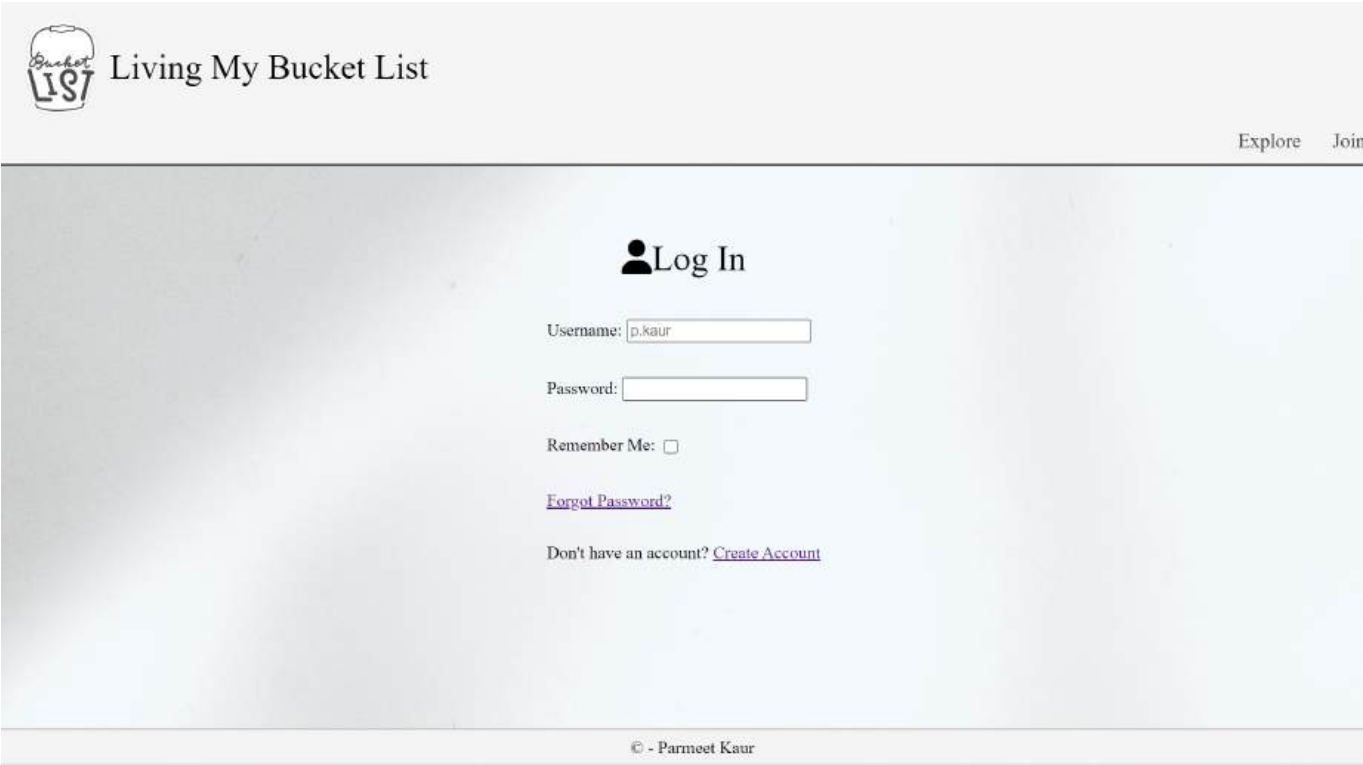 Bucket
LIST
Living My Bucket List
Explore Join
Log In
Username: p.kaur
Password:
Remember Me:
Forgot Password?
Don't have an account? Create Account
© - Parmeet Kaur